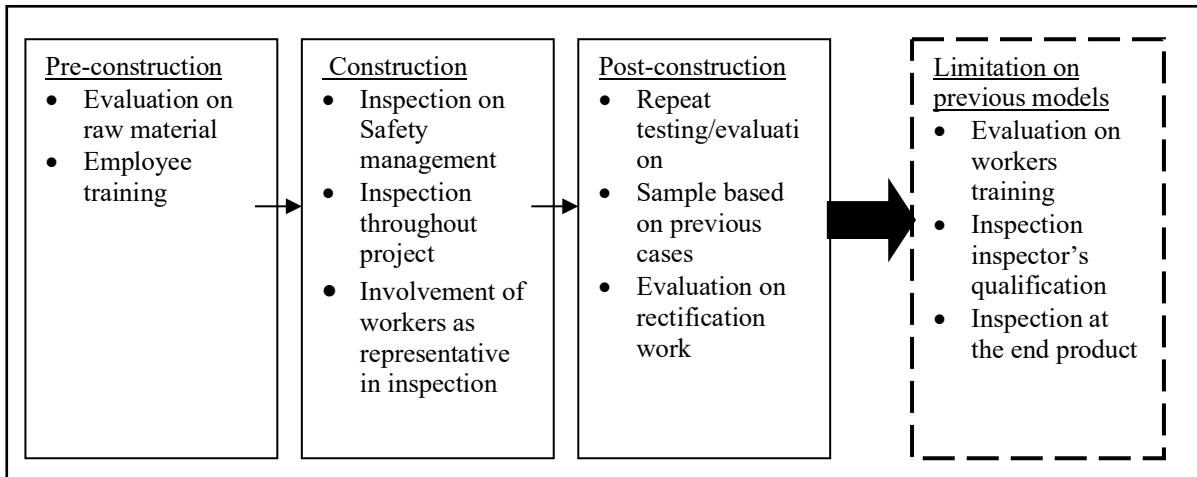 Pre-construction
• Evaluation on
raw material
• Employee
training
Construction
• Inspection on
Safety
management
• Inspection
throughout
project
• Involvement of
workers as
representative
in inspection
Post-construction
• Repeat
testing/evaluati
on
• Sample based
on previous
cases
• Evaluation on
rectification
work
Limitation on
previous models
• Evaluation on
workers
training
• Inspection
inspector’s
qualification
• Inspection at
the end product